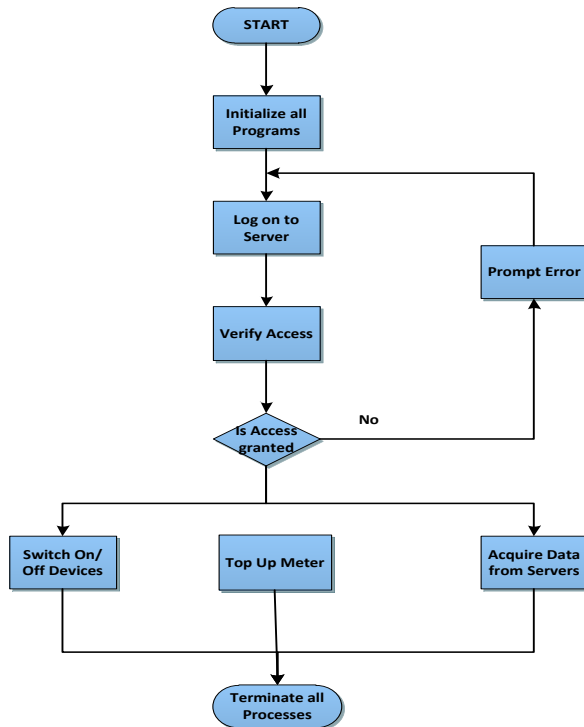 START
Initialize all
Programs
Log on to
Server
Prompt Error
Verify Access
Is Access
granted
No
Switch On/
Off Devices
Top Up Meter
Acquire Data
from Servers
Terminate all
Processes